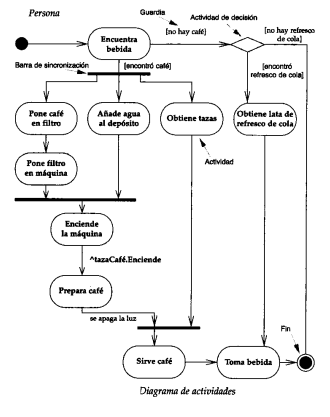 Persona
Guardia
Actividad de decisión
Encuentra
bebida
[no hay café]
[no hay refresco
de cola]
Barra de sincronización
[encontró café]
[encontró
refresco de cola]
Pone café
en filtro
Añade agua
al depósito
Obtiene tazas
Obtiene lata de
refresco de cola
Pone filtro
en máquina
Actividad
Enciende
la máquina
^tazaCafé.Enciende
Prepara café
se apaga la luz
Fin
Sirve café
Toma bebida
Diagrama de actividades